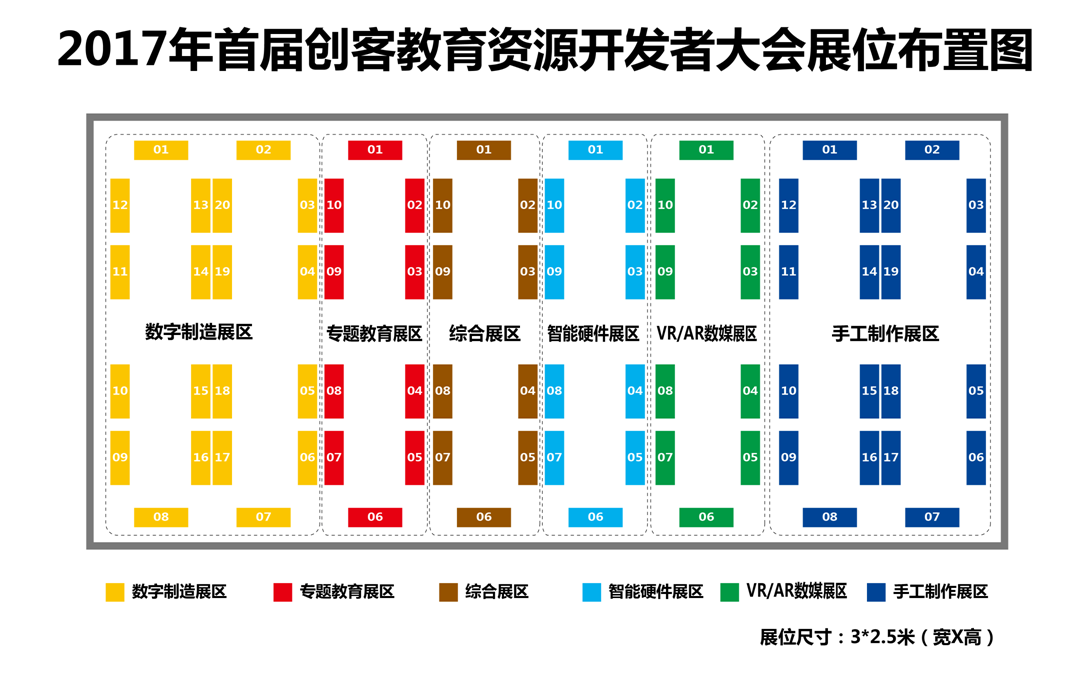 2017年首届创客教育资源开发者大会展位布置图
01 02 01 01 01 01 01 02
12 13 20 03 10 02 10 02 10 02 10 02 12 13 20 03
11 14 19 04 09 03 09 03 09 03 09 03 11 14 19 04
数字制造展区 专题教育展区 综合展区 智能硬件展区 VR/AR数媒展区 手工制作展区
10 15 18 05 08 04 08 04 08 04 08 04 10 15 18 05
09 16 17 06 07 05 07 05 07 05 07 05 09 16 17 06
08 07 06 06 06 06 08 07
数字制造展区 专题教育展区 综合展区 智能硬件展区 VR/AR数媒展区 手工制作展区
展位尺寸：3*2.5米（宽X高）